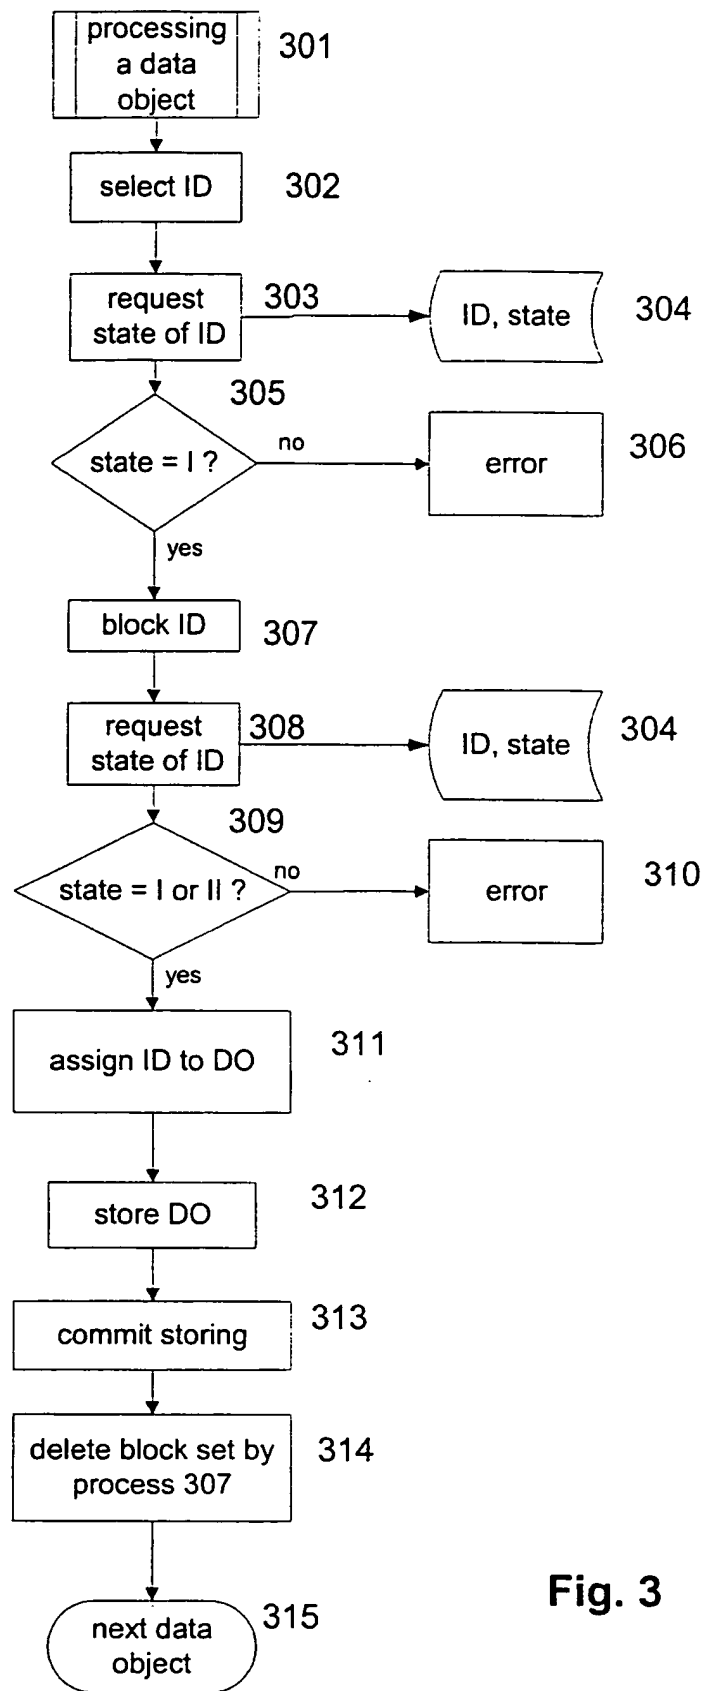 processing
a data
object
301
select ID
302
request
state of ID
303
ID, state
304
305
state = I ?
no
error
306
yes
block ID
307
request
state of ID
308
ID, state
304
309
state = I or II ?
no
error
310
yes
assign ID to DO
311
store DO
312
commit storing
313
delete block set by
process 307
314
next data
object
315
Fig. 3